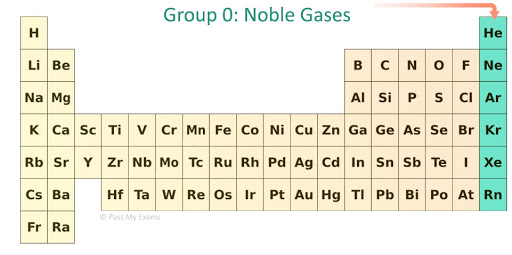 Group 0: Noble Gases
H He
Li Be B C N O F Ne
Na Mg Al Si P S Cl Ar
K Ca Sc Ti V Cr Mn Fe Co Ni Cu Zn Ga Ge As Se Br Kr
Rb Sr Y Zr Nb Mo Tc Ru Rh Pd Ag Cd In Sn Sb Te I Xe
Cs Ba Hf Ta W Re Os Ir Pt Au Hg Tl Pb Bi Po At Rn
© Pass My Exams
Fr Ra